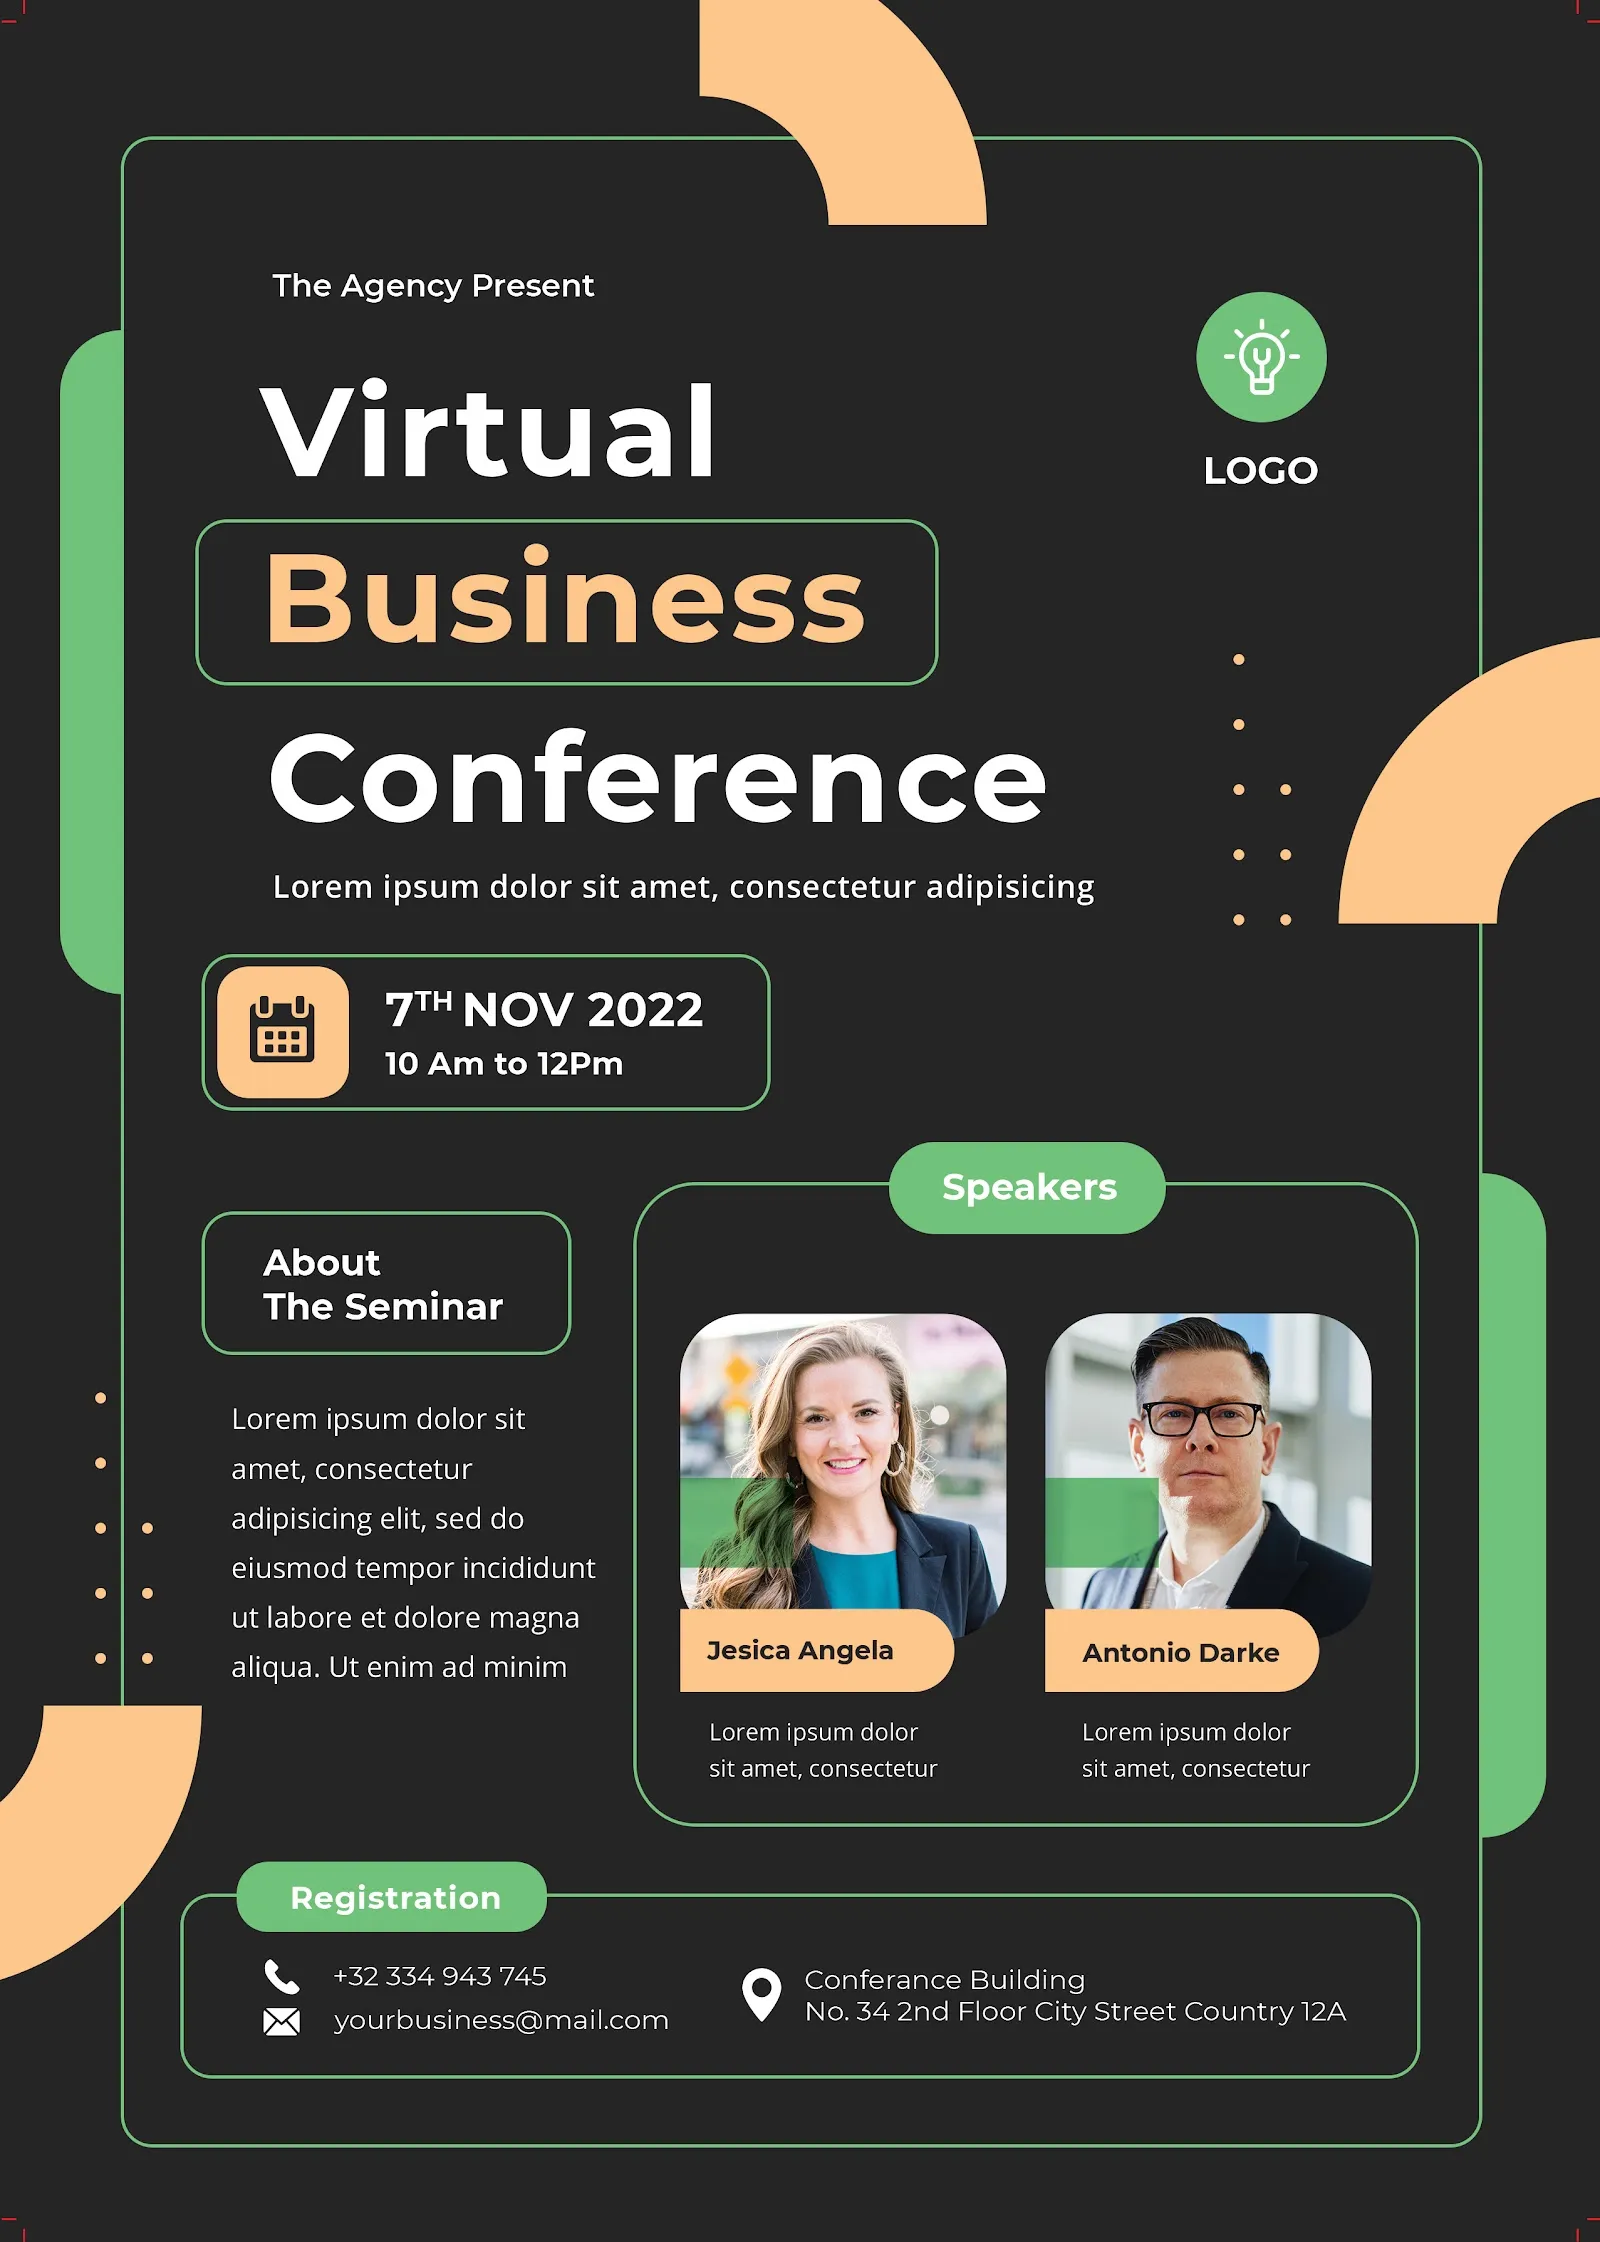 The Agency Present
LOGO
Virtual
Business
Conference
Lorem ipsum dolor sit amet, consectetur adipisicing
7TH NOV 2022
10 Am to 12Pm
About
The Seminar
Lorem ipsum dolor sit
amet, consectetur
adipisicing elit, sed do
eiusmod tempor incididunt
ut labore et dolore magna
aliqua. Ut enim ad minim
Speakers
Jesica Angela
Lorem ipsum dolor
sit amet, consectetur
Antonio Darke
Lorem ipsum dolor
sit amet, consectetur
Registration
+32 334 943 745
yourbusiness@mail.com
Conferance Building
No. 34 2nd Floor City Street Country 12A